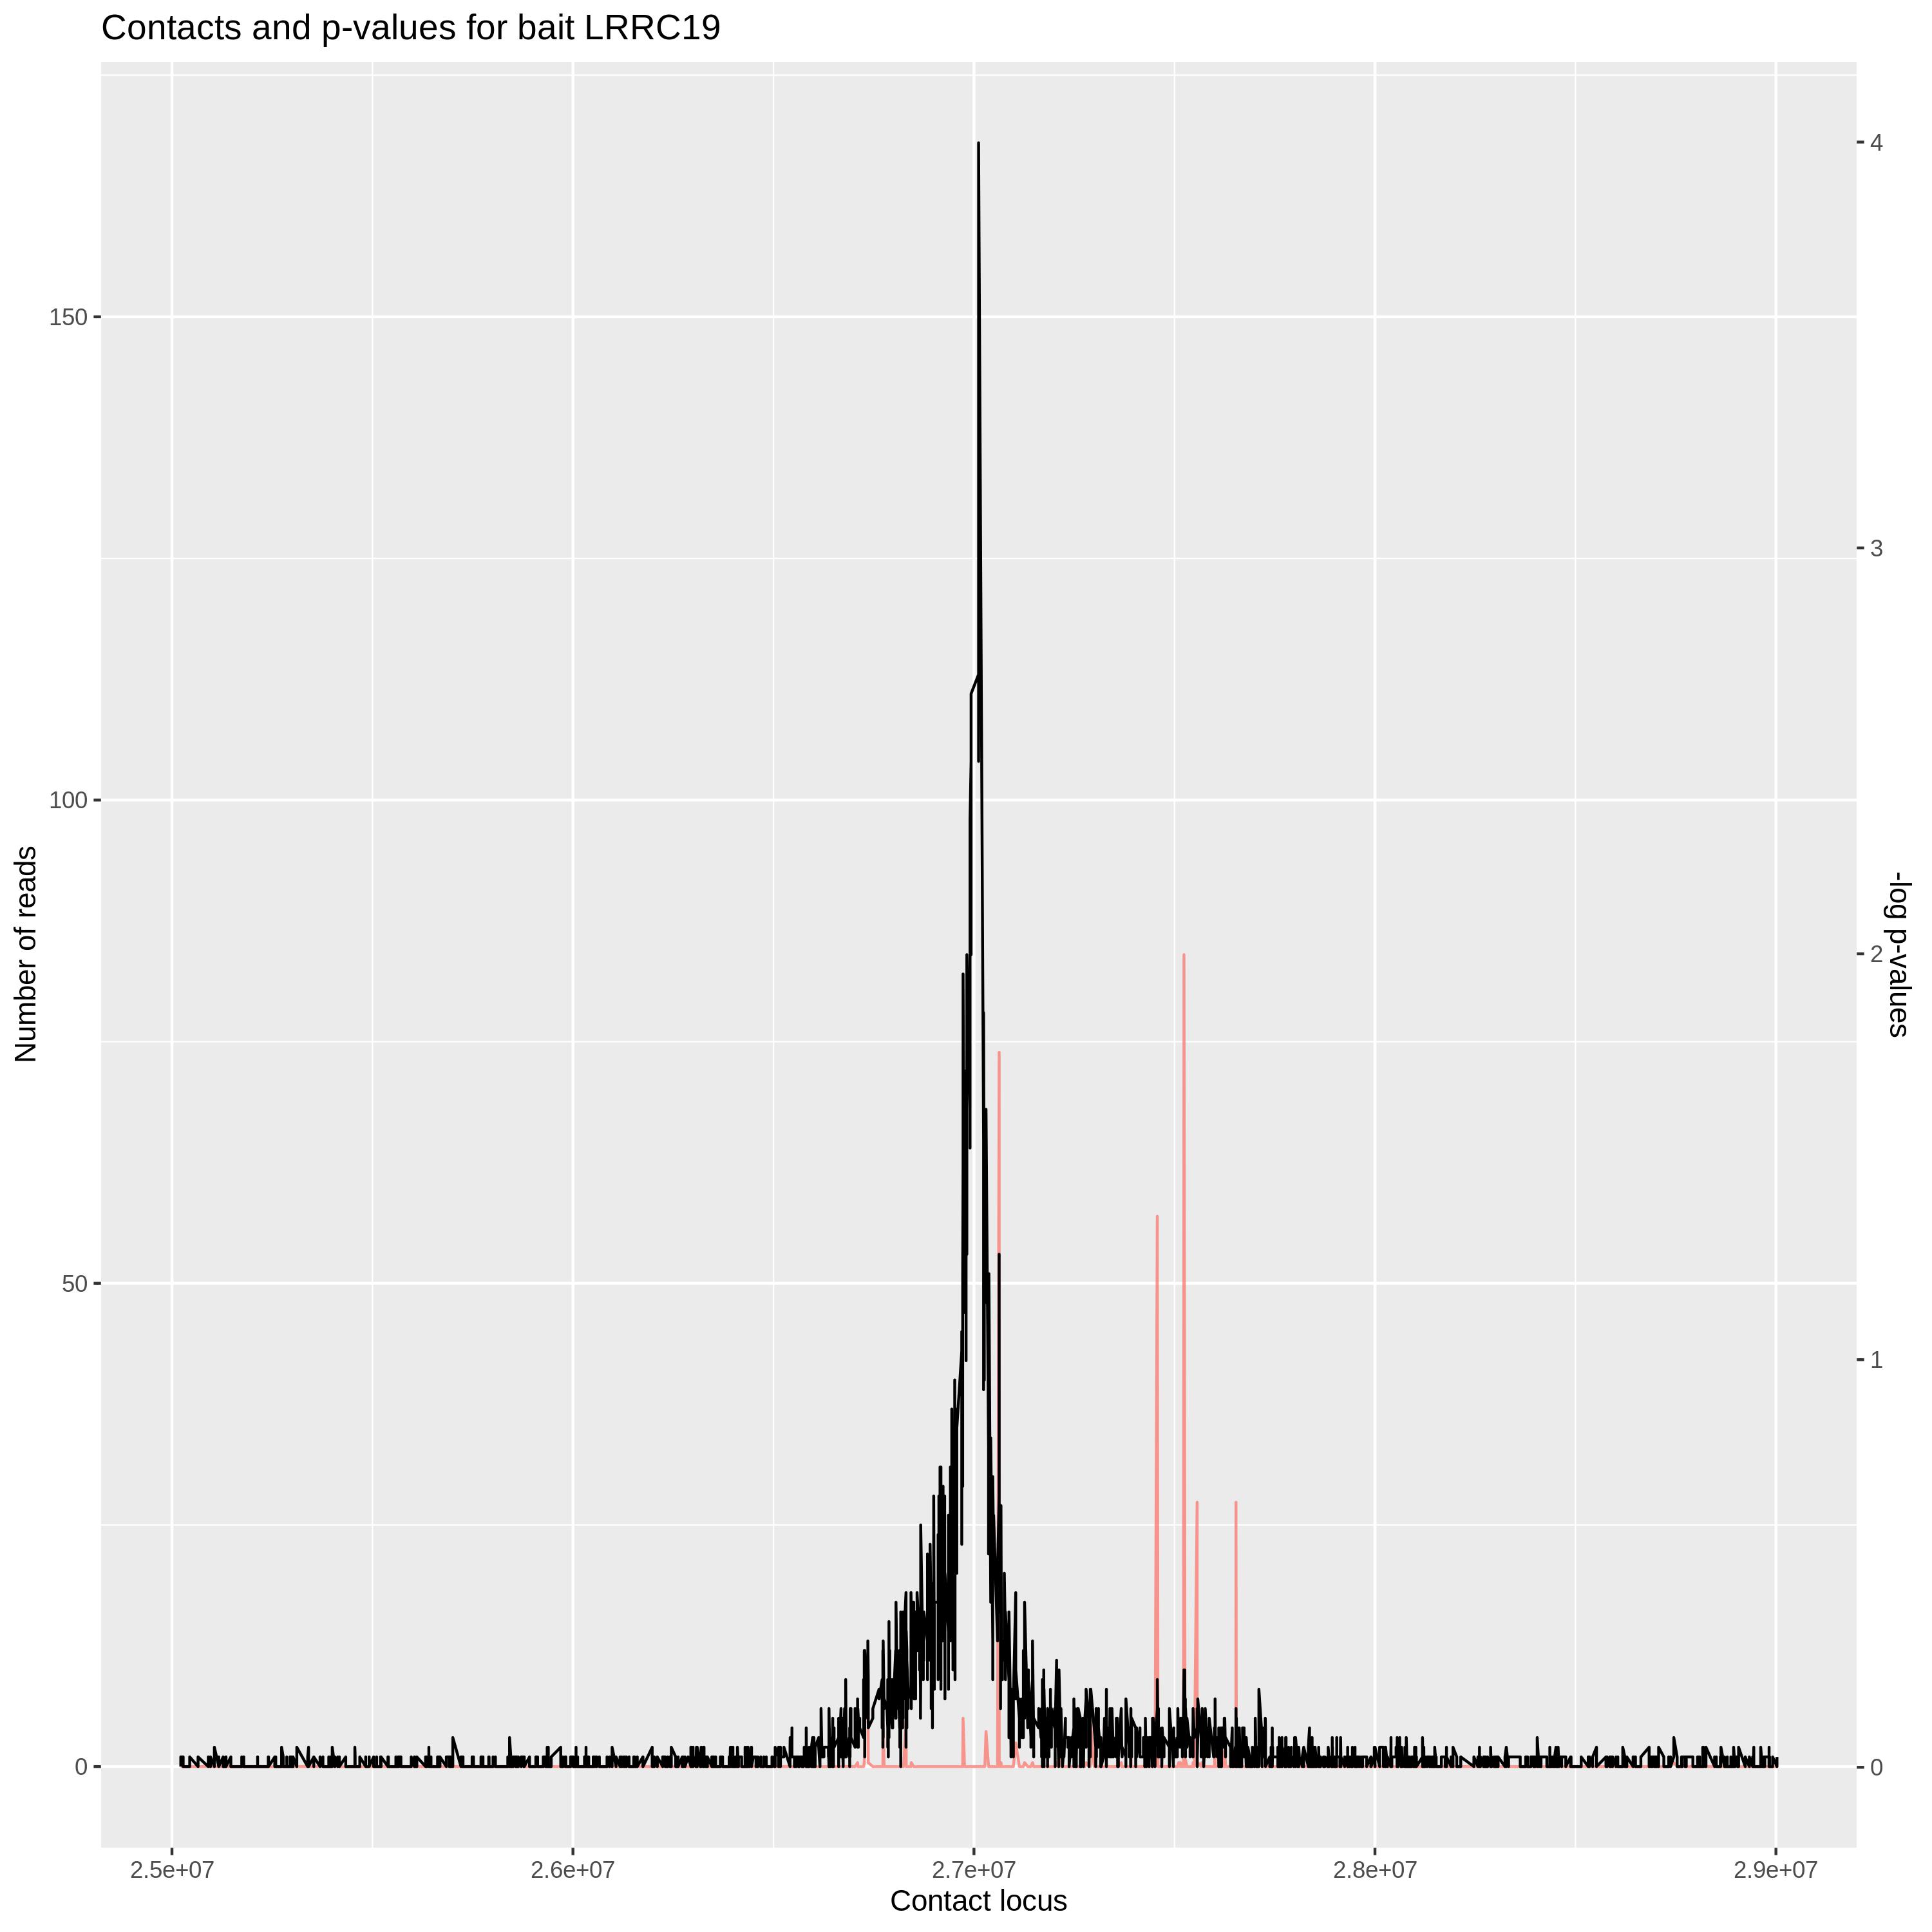 Contacts and p-values for bait LRRC19
Number of reads
150
100
50
0
4
3
2
1
0
-log p-values
2.5e+07 2.6e+07 2.7e+07 2.8e+07 2.9e+07
Contact locus